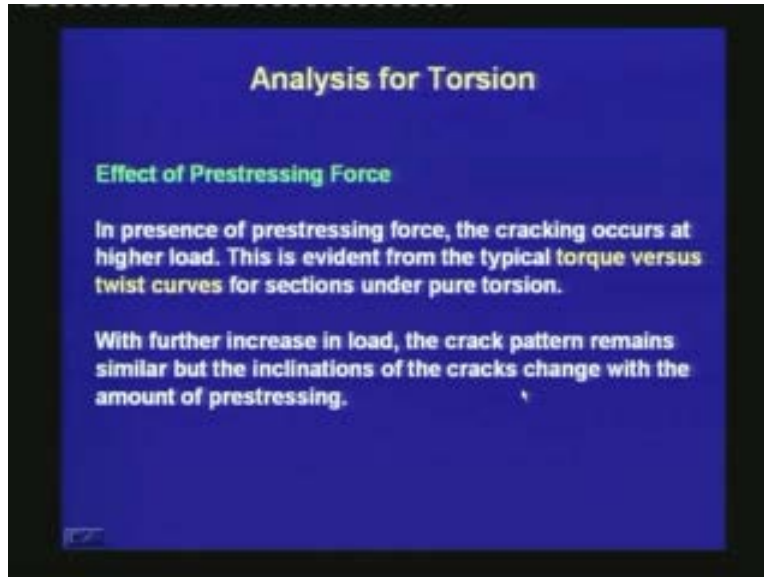 Analysis for Torsion
Effect of Prestressing Force
In presence of prestressing force, the cracking occurs at
higher load. This is evident from the typical torque versus
twist curves for sections under pure torsion.
With further increase in load, the crack pattern remains
similar but the inclinations of the cracks change with the
amount of prestressing.